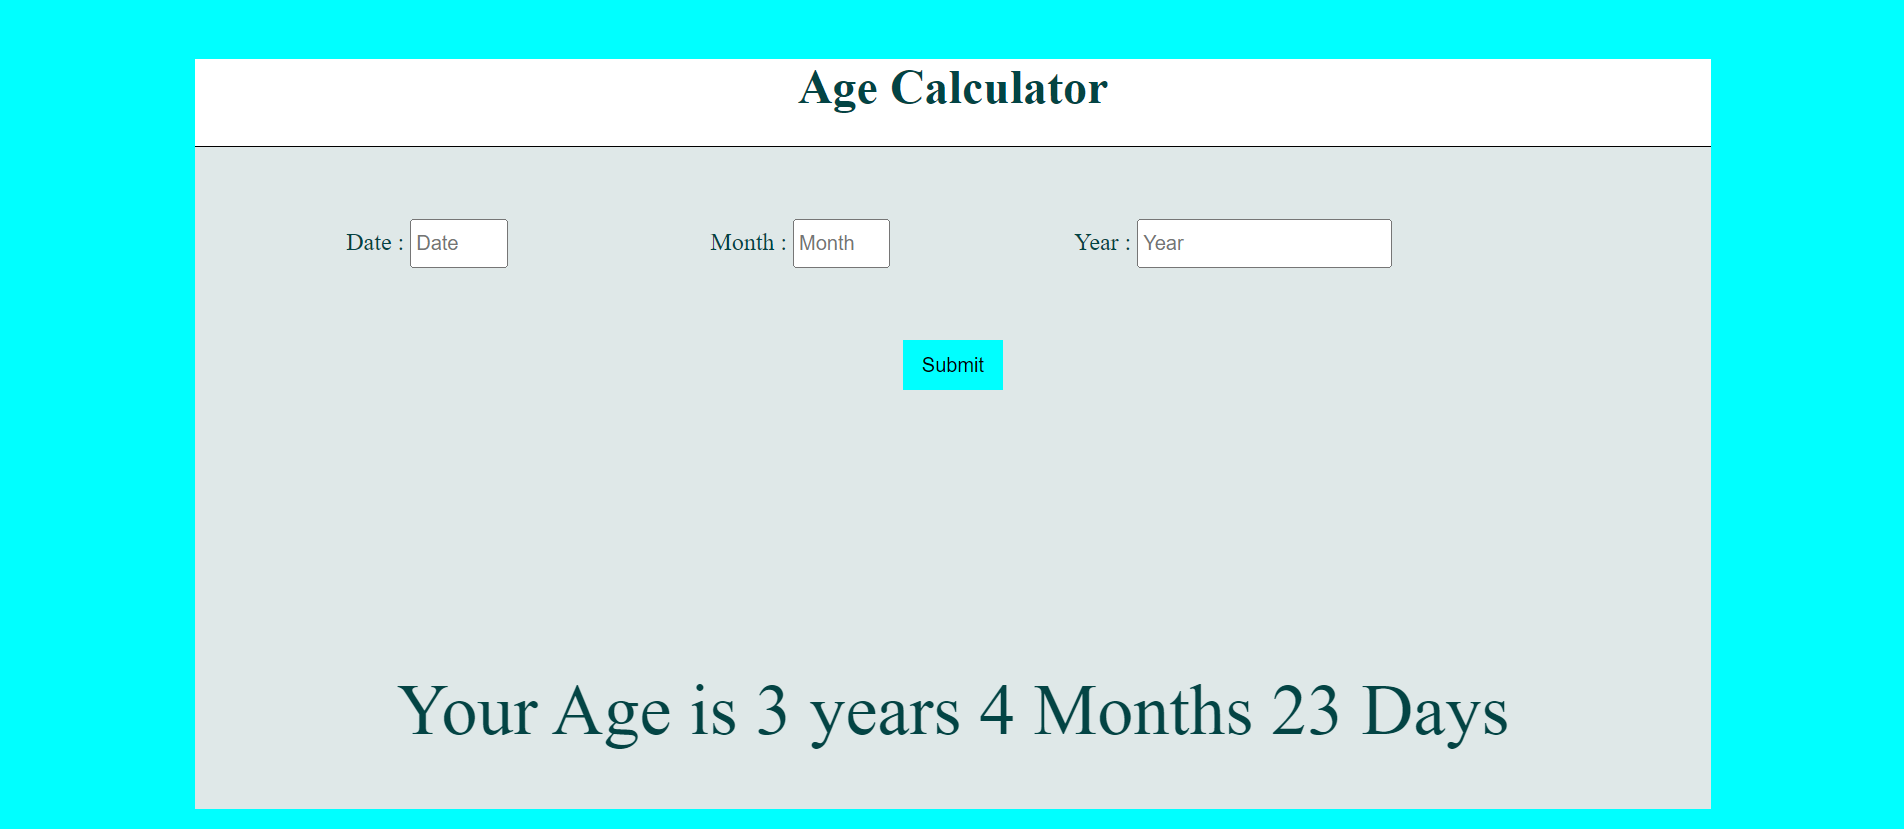 Age Calculator
Date : Date Month : Month Year : Year
Submit
Your Age is 3 years 4 Months 23 Days